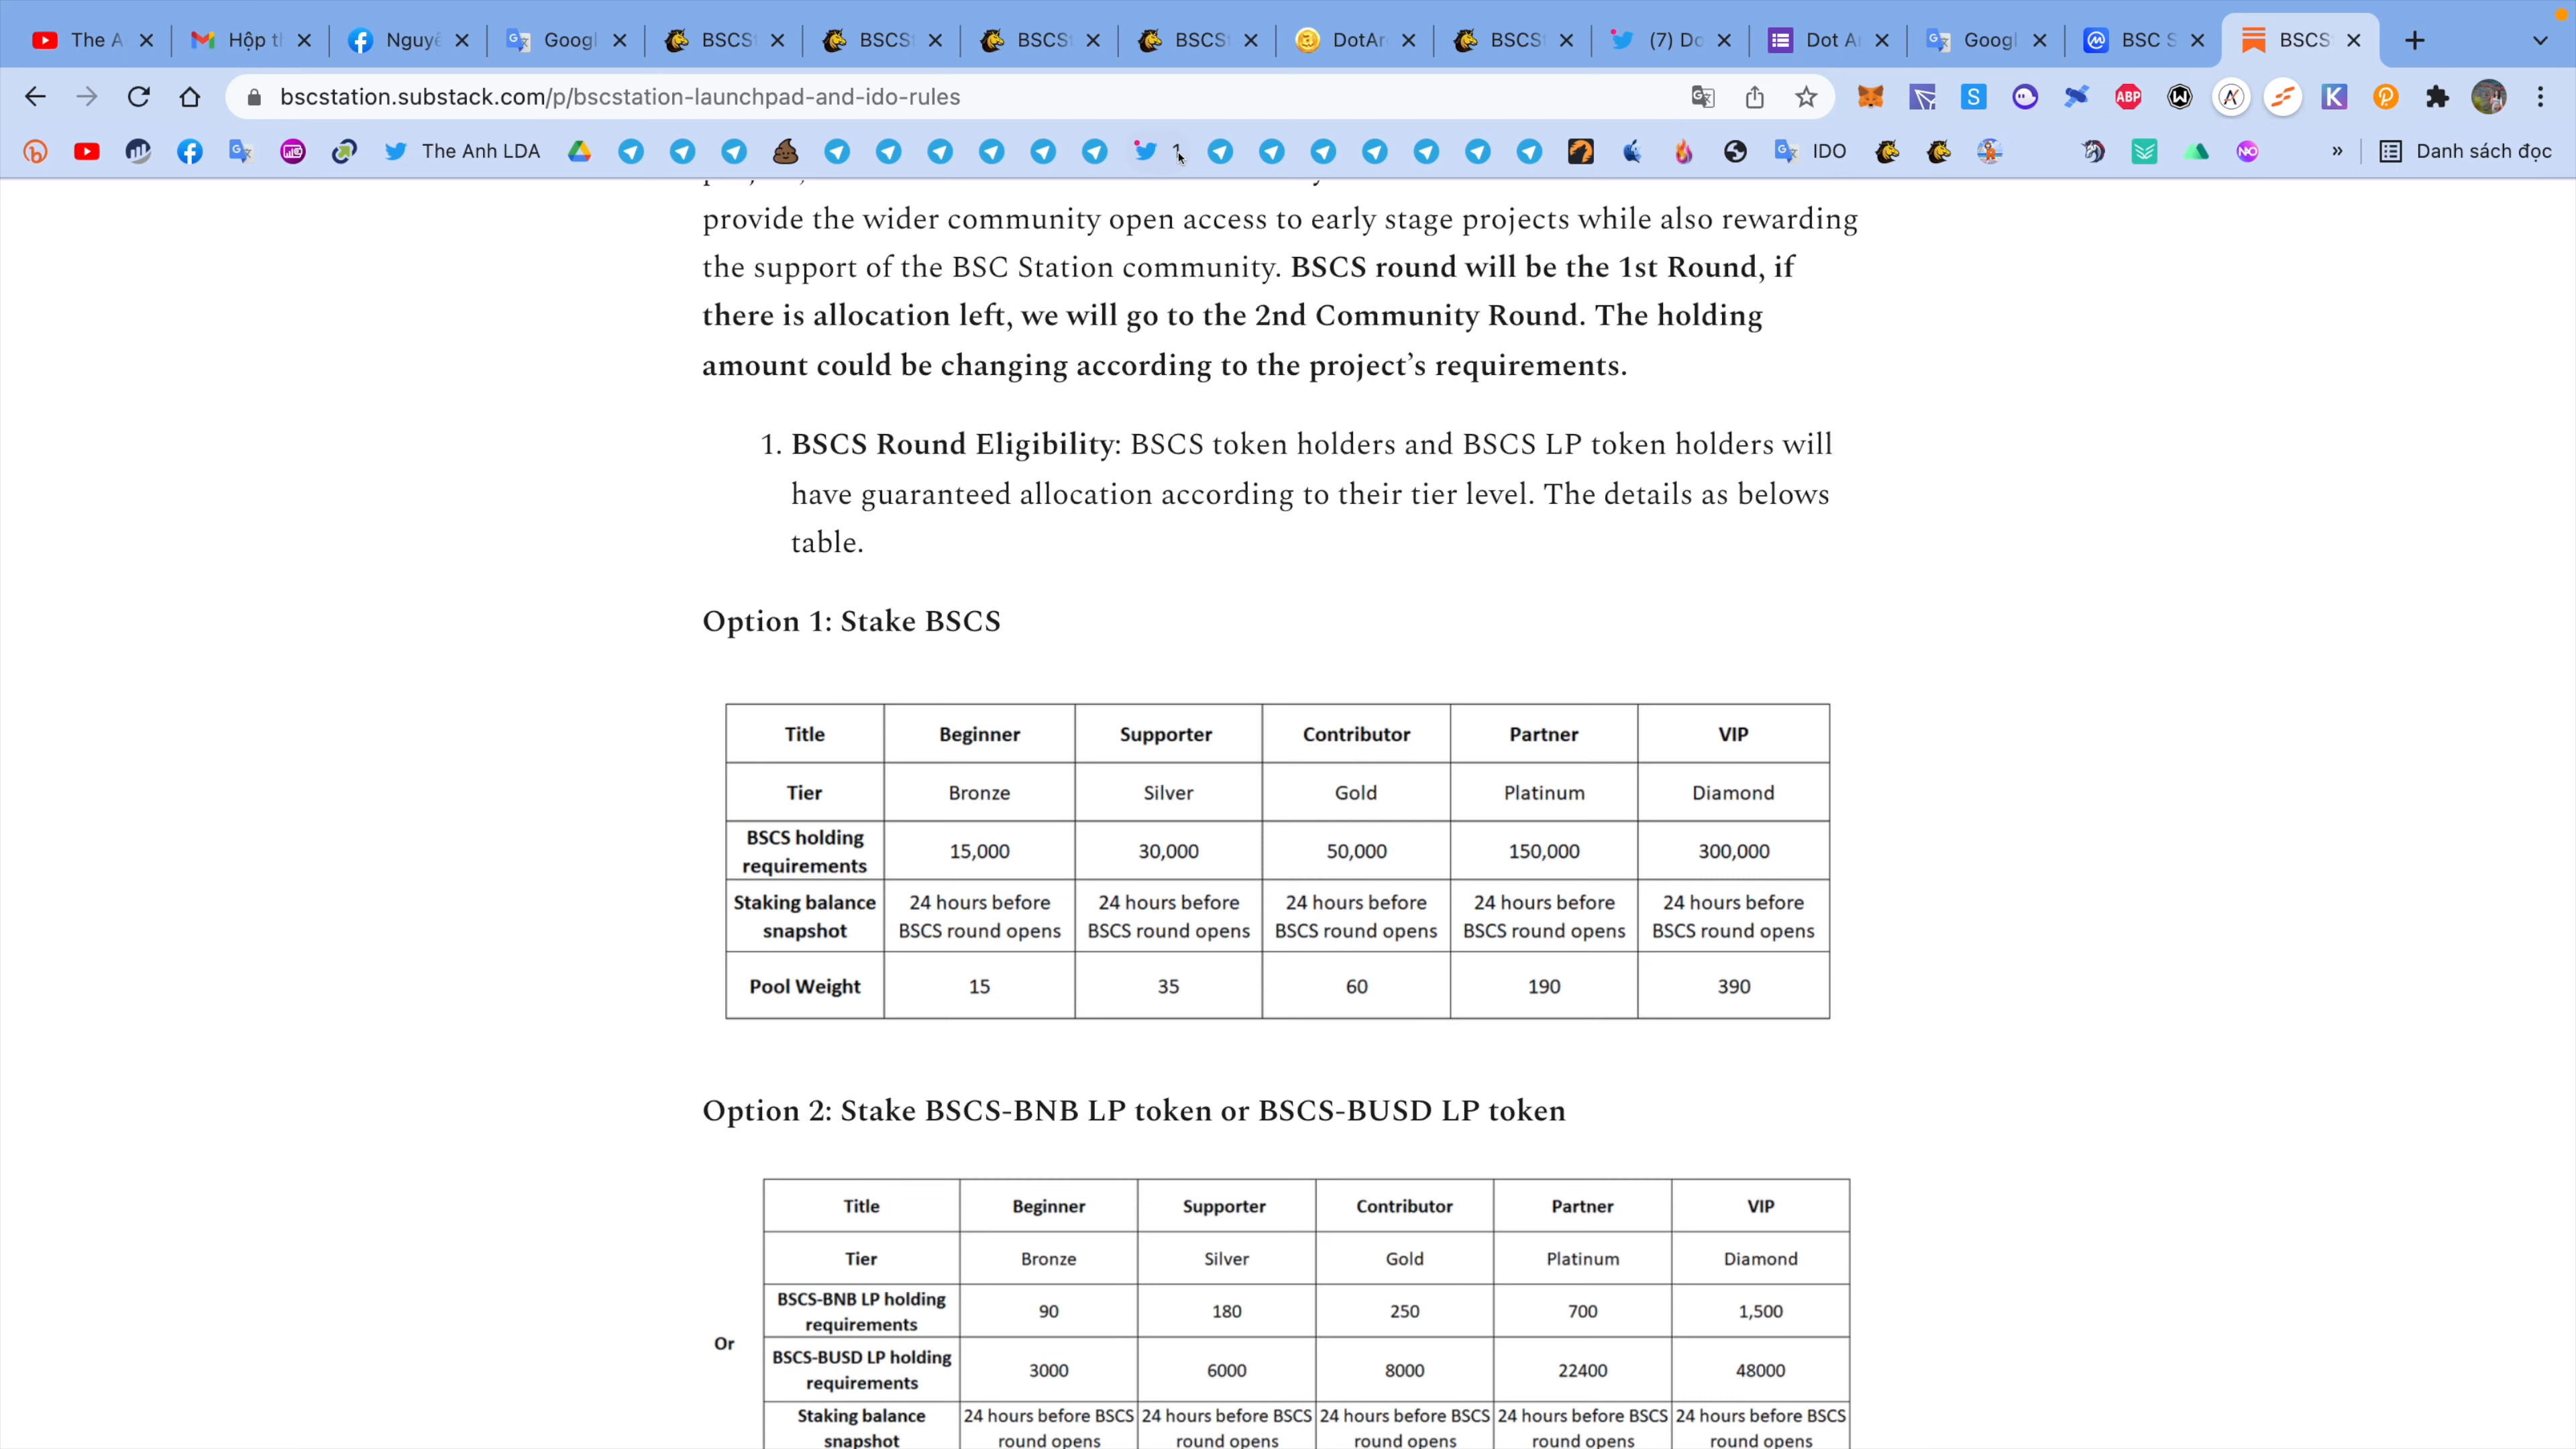 The A
Hộp t
Nguyễ
Googl
BSCS
BSCS
BSCS
BSCS
DotAr
BSCS
(7) Do
Dot A
Googl
BSC S
BSCS
bscstation.substack.com/p/bscstation-launchpad-and-ido-rules
The Anh LDA
1
IDO
» Danh sách đọc
provide the wider community open access to early stage projects while also rewarding
the support of the BSC Station community. BSCS round will be the 1st Round, if
there is allocation left, we will go to the 2nd Community Round. The holding
amount could be changing according to the project's requirements.
1. BSCS Round Eligibility: BSCS token holders and BSCS LP token holders will
have guaranteed allocation according to their tier level. The details as belows
table.
Option 1: Stake BSCS
Title Beginner Supporter Contributor Partner VIP
Tier Bronze Silver Gold Platinum Diamond
BSCS holding requirements 15,000 30,000 50,000 150,000 300,000
Staking balance 24 hours before 24 hours before 24 hours before 24 hours before 24 hours before
snapshot BSCS round opens BSCS round opens BSCS round opens BSCS round opens BSCS round opens
Pool Weight 15 35 60 190 390
Option 2: Stake BSCS-BNB LP token or BSCS-BUSD LP token
Title Beginner Supporter Contributor Partner VIP
Tier Bronze Silver Gold Platinum Diamond
BSCS-BNB LP holding requirements 90 180 250 700 1,500
Or
BSCS-BUSD LP holding requirements 3000 6000 8000 22400 48000
Staking balance 24 hours before BSCS 24 hours before BSCS 24 hours before BSCS 24 hours before BSCS 24 hours before BSCS
snapshot round opens round opens round opens round opens round opens